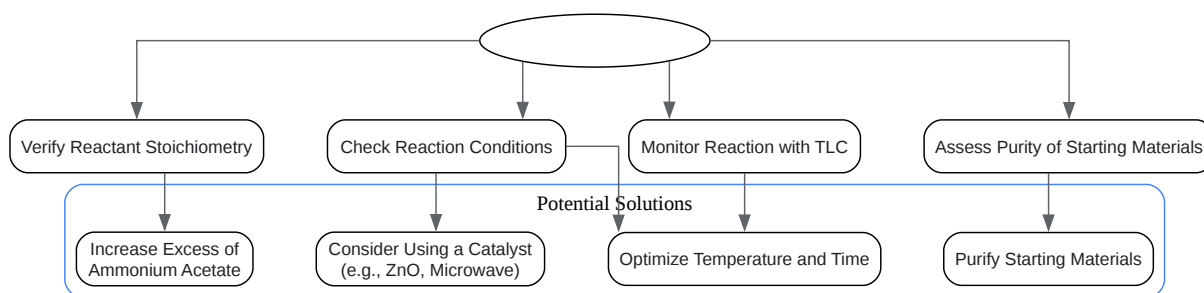 Verify Reactant Stoichiometry
Check Reaction Conditions
Monitor Reaction with TLC
Assess Purity of Starting Materials
Potential Solutions
Increase Excess of
Ammonium Acetate
Consider Using a Catalyst
(e.g., ZnO, Microwave)
Optimize Temperature and Time
Purify Starting Materials